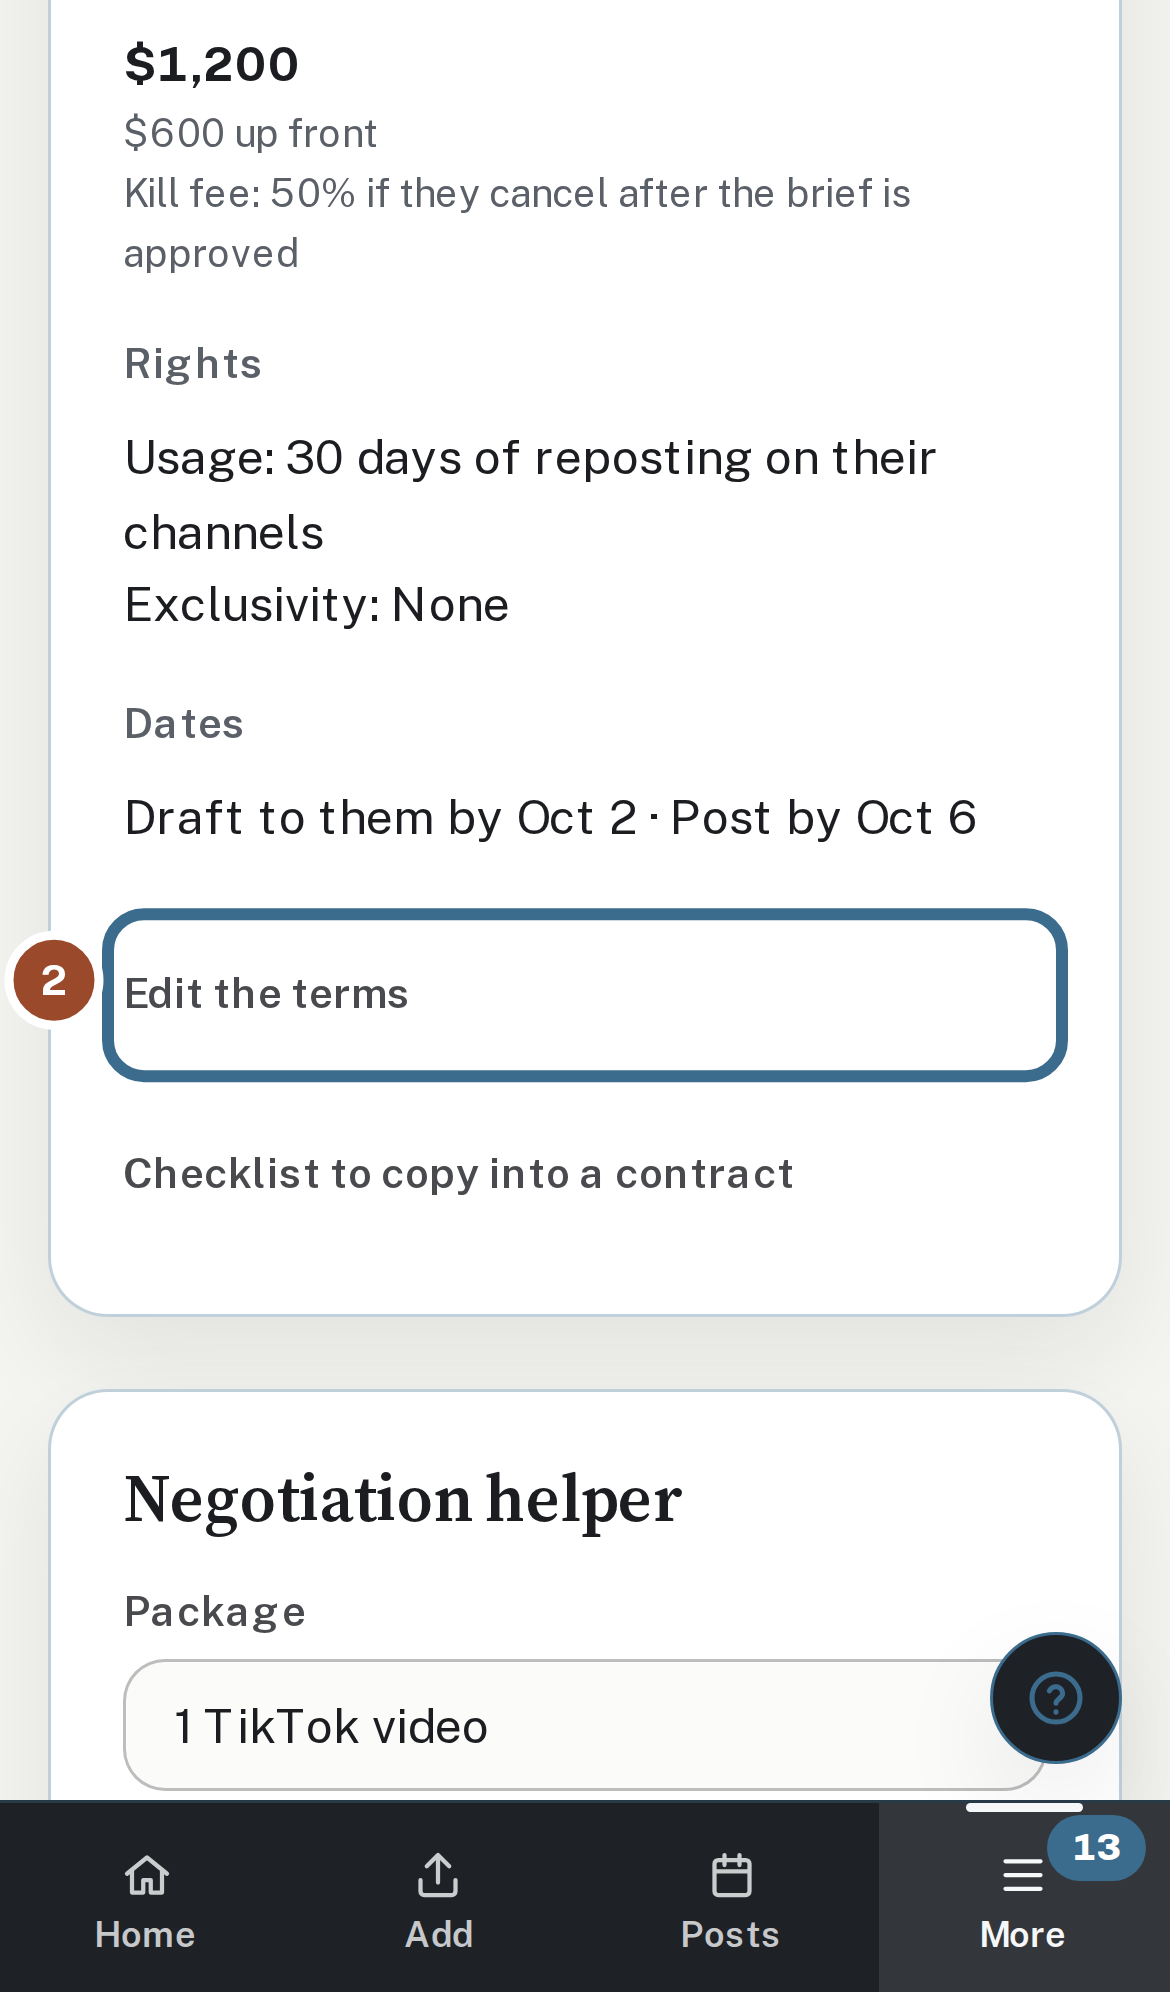 $1,200
$600 up front
Kill fee: 50% if they cancel after the brief is
approved
Rights
Usage: 30 days of reposting on their
channels
Exclusivity: None
Dates
Draft to them by Oct 2 · Post by Oct 6
2
Edit the terms
Checklist to copy into a contract
Negotiation helper
Package
1 TikTok video
13
Home
Add
Posts
More